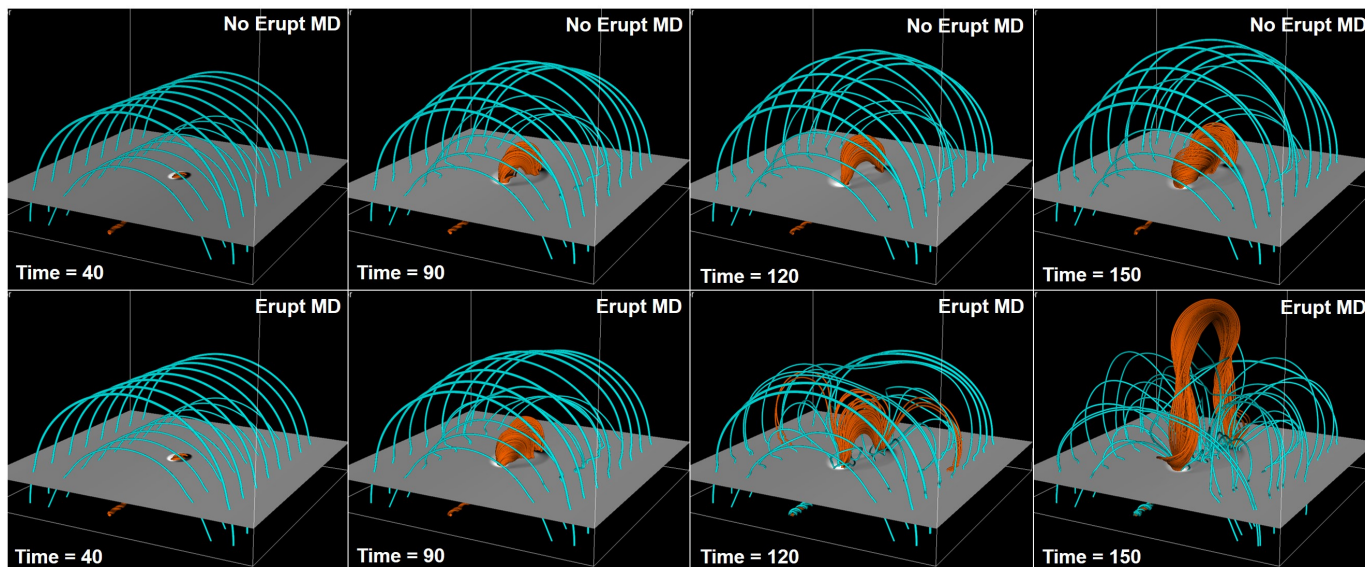 No Erupt MD
No Erupt MD
No Erupt MD
No Erupt MD
Time = 40
Time = 90
Time = 120
Time = 150
Erupt MD
Erupt MD
Erupt MD
Erupt MD
Time = 40
Time = 90
Time = 120
Time = 150